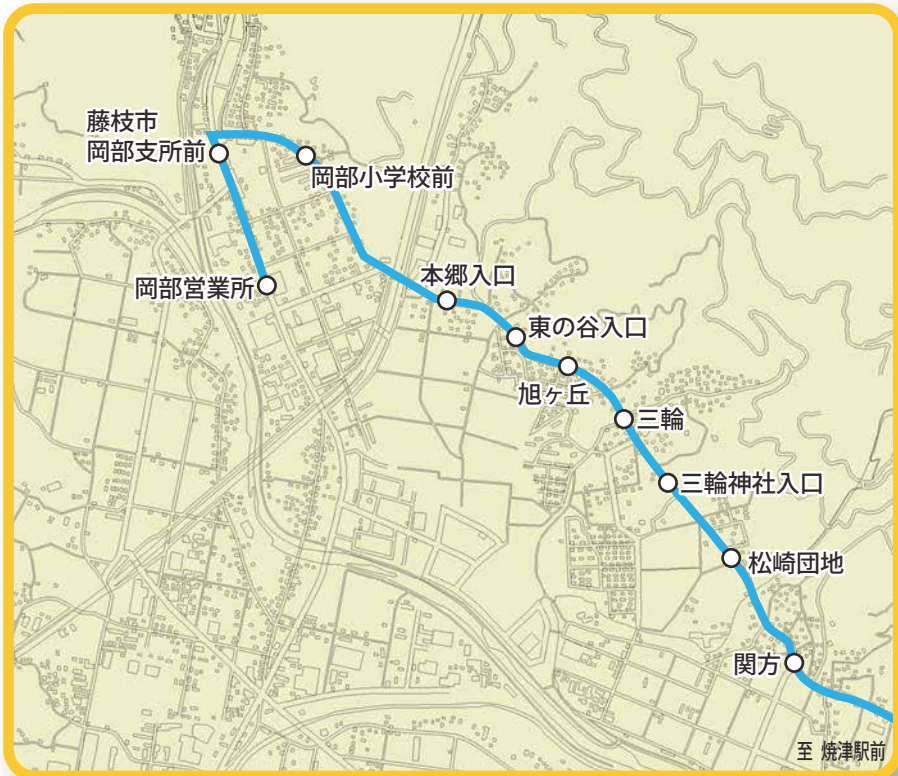 藤枝市
岡部支所前
岡部小学校前
岡部営業所
本郷入口
東の谷入口
旭ヶ丘
三輪
三輪神社入口
松崎団地
関方
至 焼津駅前